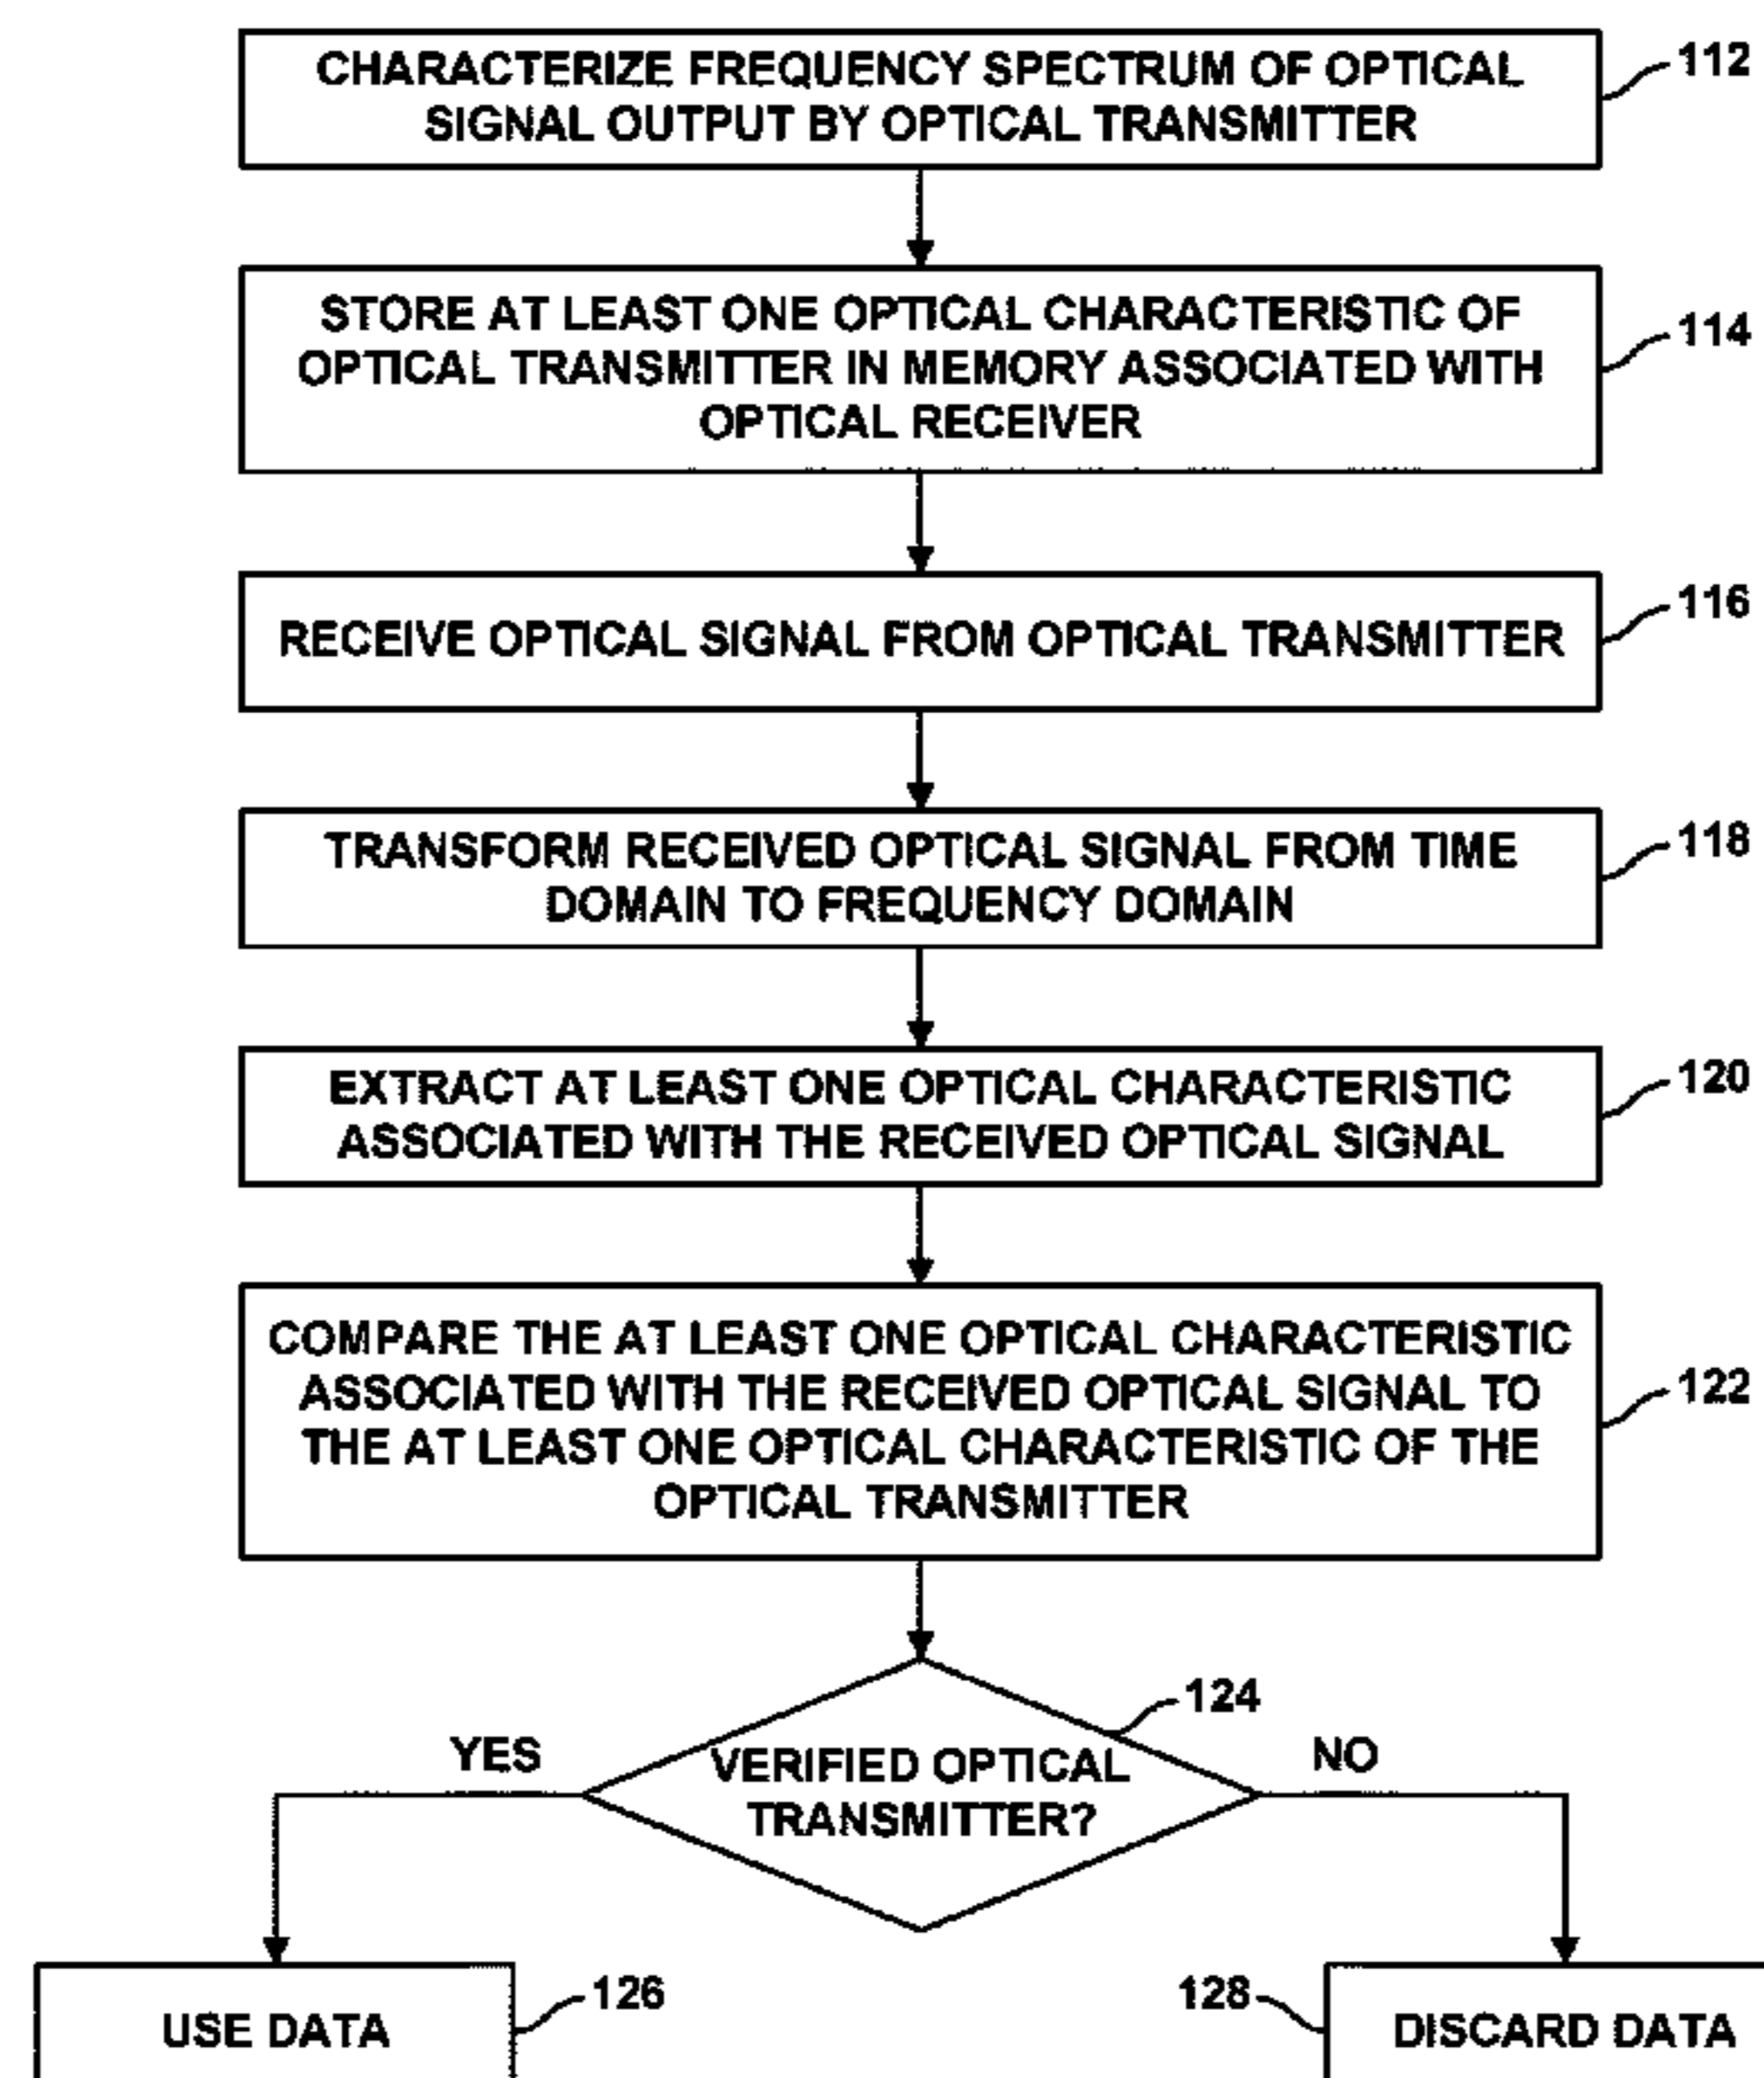 CHARACTERIZE FREQUENCY SPECTRUM OF OPTICAL
SIGNAL OUTPUT BY OPTICAL TRANSMITTER
112
STORE AT LEAST ONE OPTICAL CHARACTERISTIC OF
OPTICAL TRANSMITTER IN MEMORY ASSOCIATED WITH
OPTICAL RECEIVER
114
RECEIVE OPTICAL SIGNAL FROM OPTICAL TRANSMITTER
116
TRANSFORM RECEIVED OPTICAL SIGNAL FROM TIME
DOMAIN TO FREQUENCY DOMAIN
118
EXTRACT AT LEAST ONE OPTICAL CHARACTERISTIC
ASSOCIATED WITH THE RECEIVED OPTICAL SIGNAL
120
COMPARE THE AT LEAST ONE OPTICAL CHARACTERISTIC
ASSOCIATED WITH THE RECEIVED OPTICAL SIGNAL TO
THE AT LEAST ONE OPTICAL CHARACTERISTIC OF THE
OPTICAL TRANSMITTER
122
124
YES
VERIFIED OPTICAL
TRANSMITTER?
NO
USE DATA
126
128
DISCARD DATA